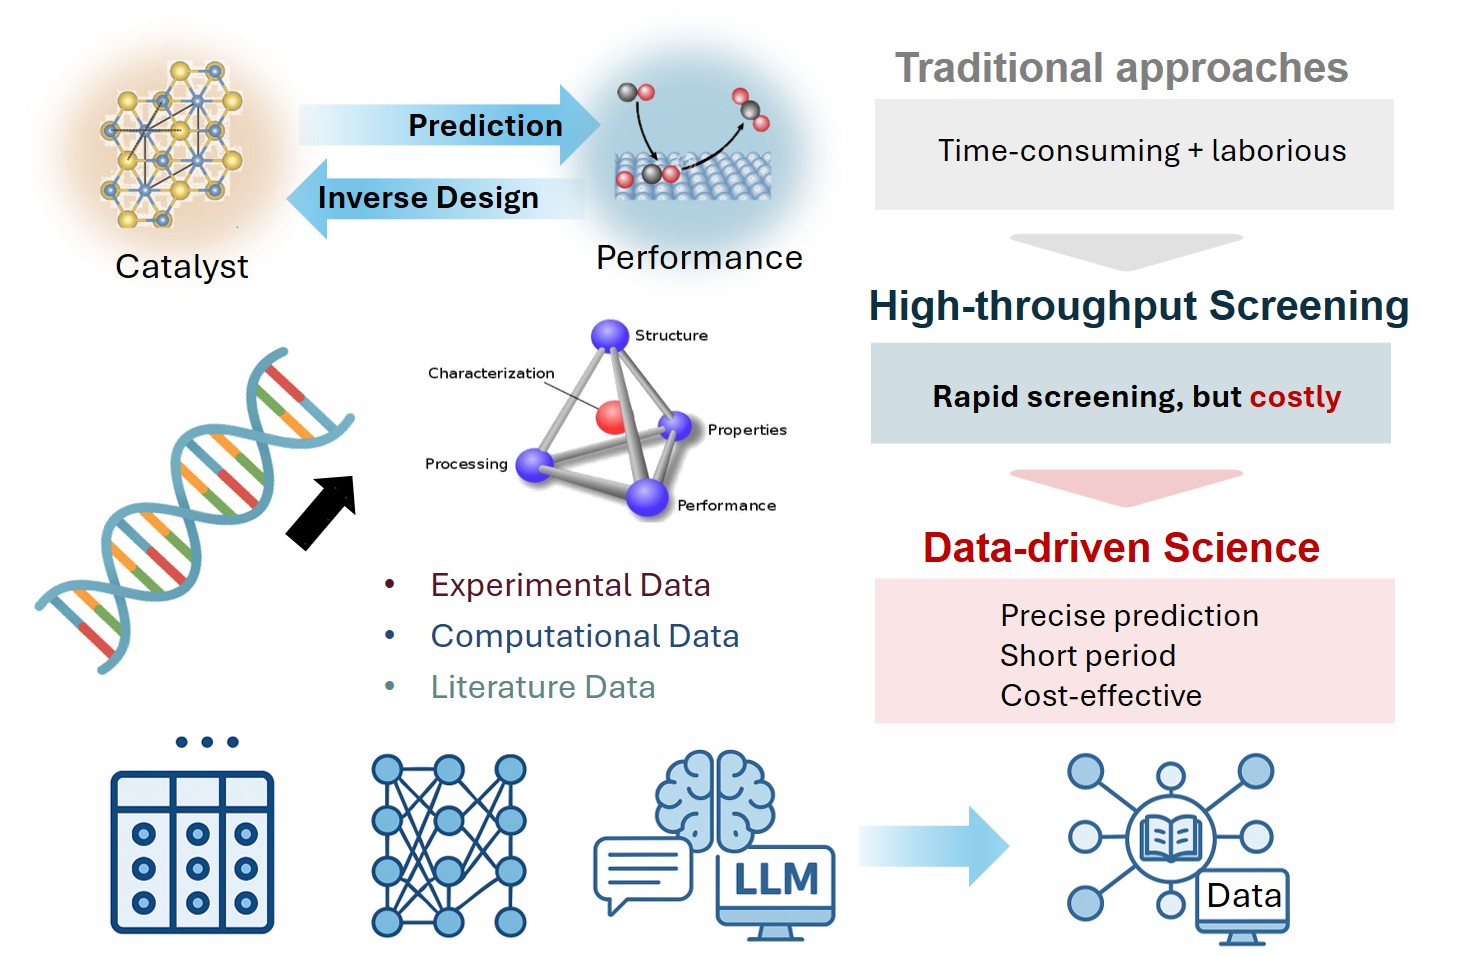 Prediction
Inverse Design
Catalyst
Performance
Structure
Characterization
Properties
Processing
Performance
• Experimental Data
• Computational Data
• Literature Data
LLM
Traditional approaches
Time-consuming + laborious
High-throughput Screening
Rapid screening, but costly
Data-driven Science
Precise prediction
Short period
Cost-effective
Data